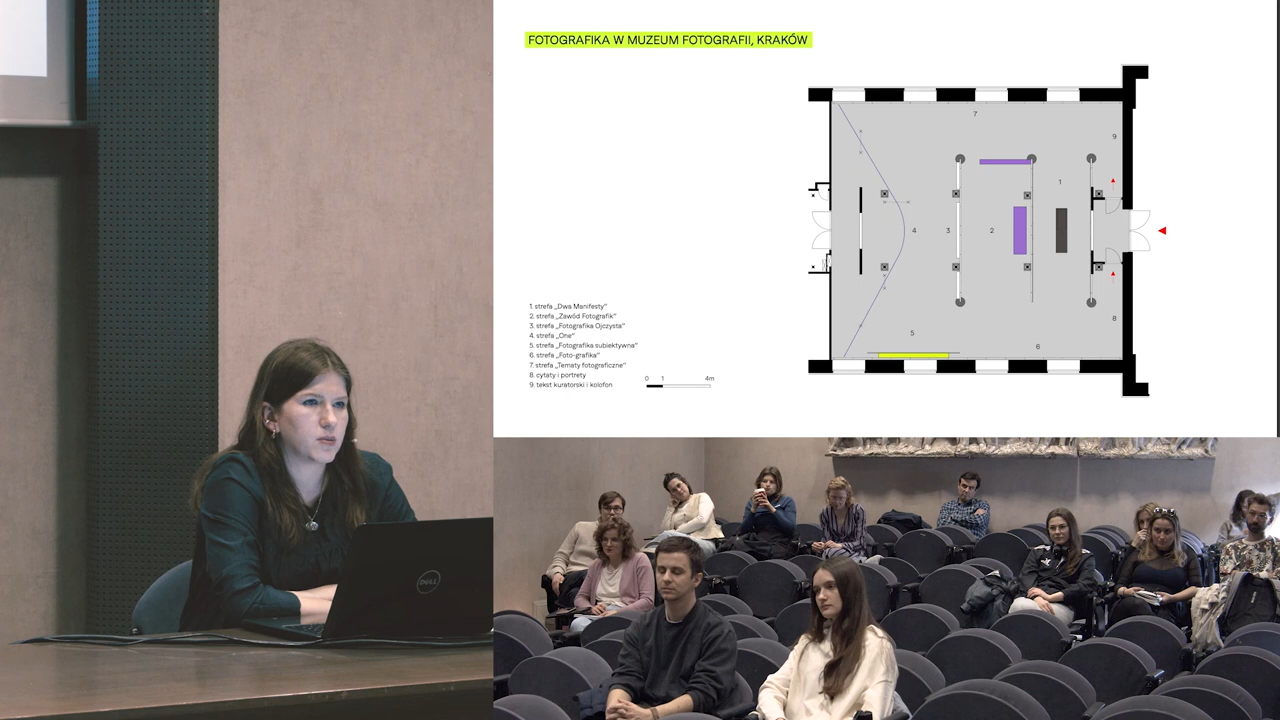 FOTOGRAFIKA W MUZEUM FOTOGRAFII, KRAKÓW
7
9
1
4
3
2
8
5
6
1. strefa „Dwa Manifesty”
2. strefa „Zawód Fotografik”
3. strefa „Fotografika Ojczysta”
4. strefa „One”
5. strefa „Fotografika subiektywna”
6. strefa „Foto-grafika”
7. strefa „Tematy fotograficzne”
8. cytaty i portrety
9. tekst kuratorski i kolofon
0 1 4m
DELL